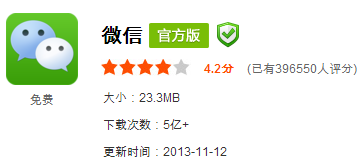 微信 官方版
4.2分 (已有396550人评分)
免费
大小：23.3MB
下载次数：5亿+
更新时间：2013-11-12